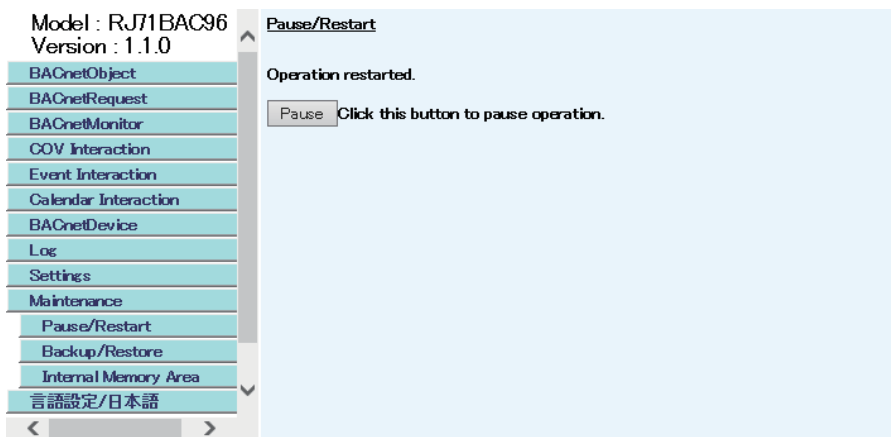 Model : RJ71BAC96
Version : 1.1.0
BACnetObject
BACnetRequest
BACnetMonitor
COV Interaction
Event Interaction
Calendar Interaction
BACnetDevice
Log
Settings
Maintenance
Pause/Restart
Backup/Restore
Internal Memory Area
言語設定/日本語
Pause/Restart
Operation restarted.
Pause Click this button to pause operation.